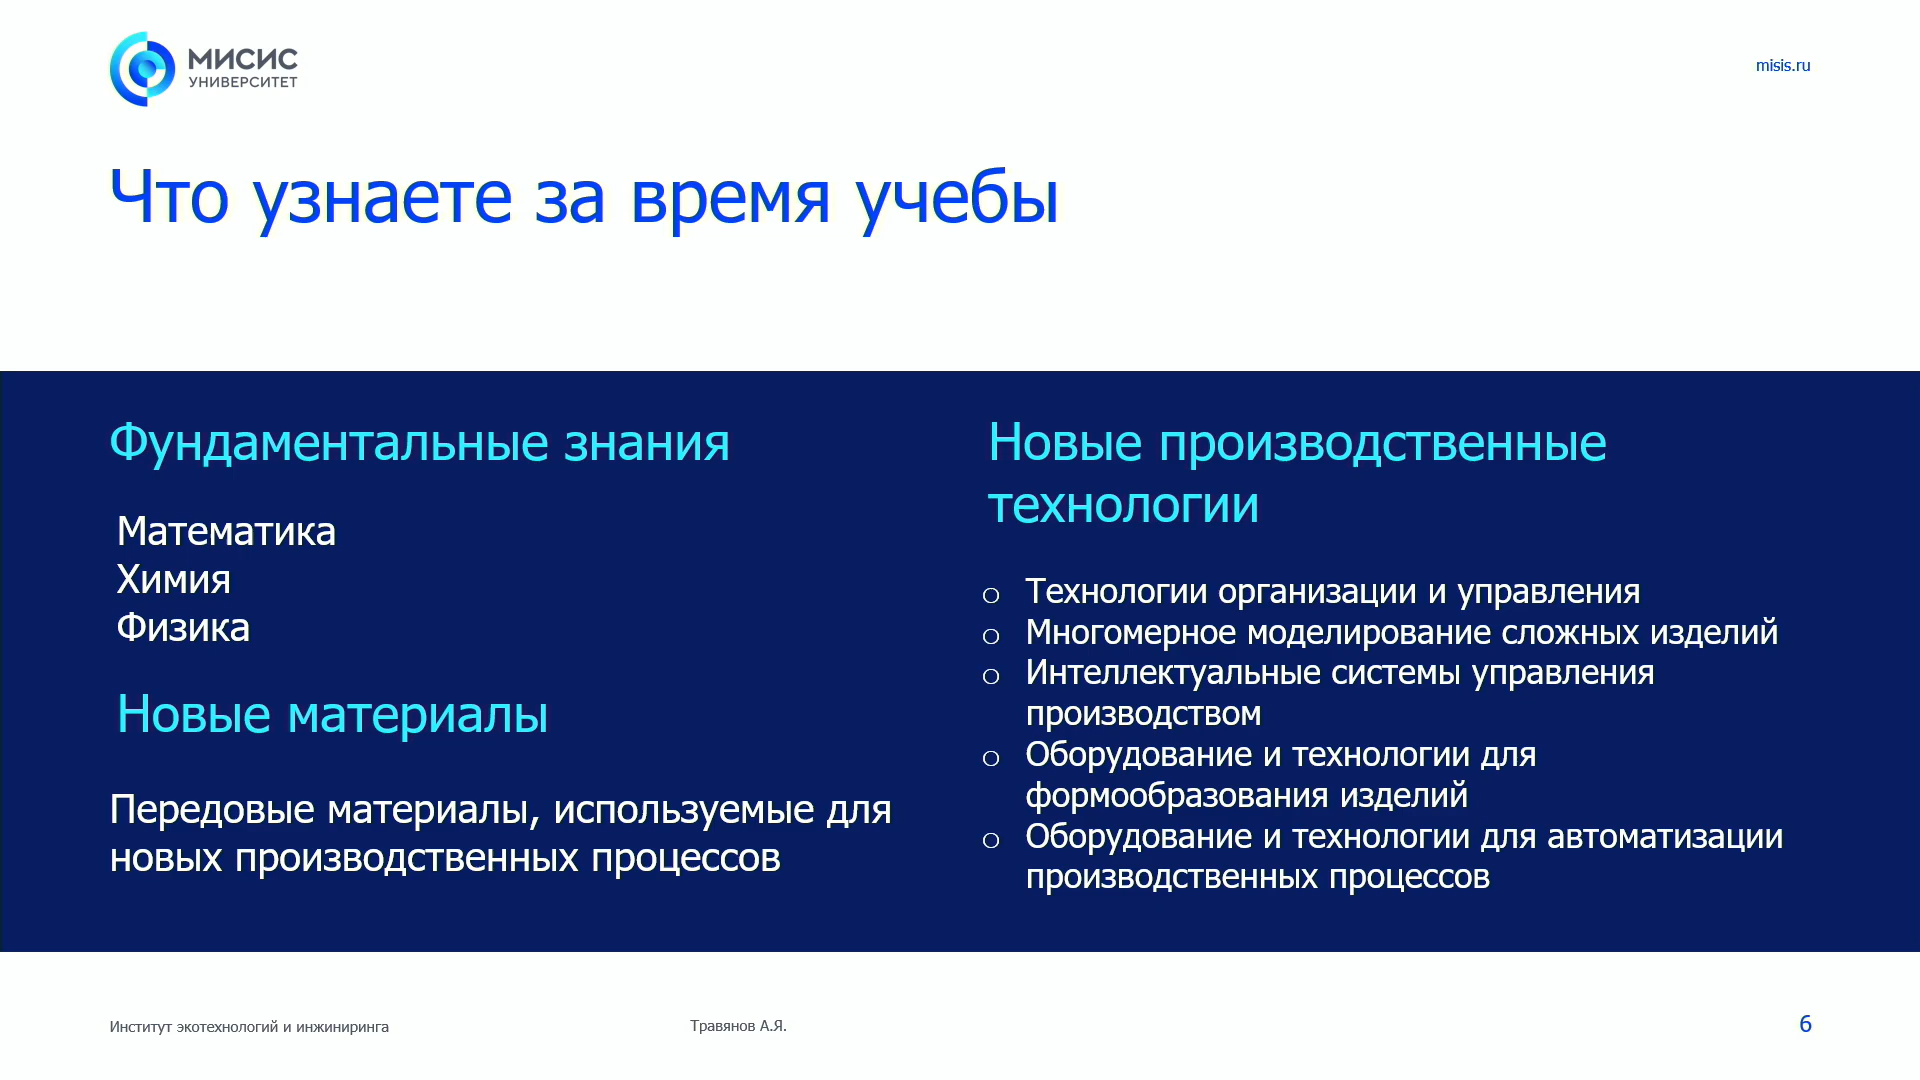 МИСИС
УНИВЕРСИТЕТ
misis.ru
Что узнаете за время учебы
Фундаментальные знания
Математика
Химия
Физика
Новые материалы
Передовые материалы, используемые для
новых производственных процессов
Новые производственные
технологии
o Технологии организации и управления
o Многомерное моделирование сложных изделий
o Интеллектуальные системы управления
производством
o Оборудование и технологии для
формообразования изделий
o Оборудование и технологии для автоматизации
производственных процессов
Институт экотехнологий и инжиниринга
Травянов А.Я.
6